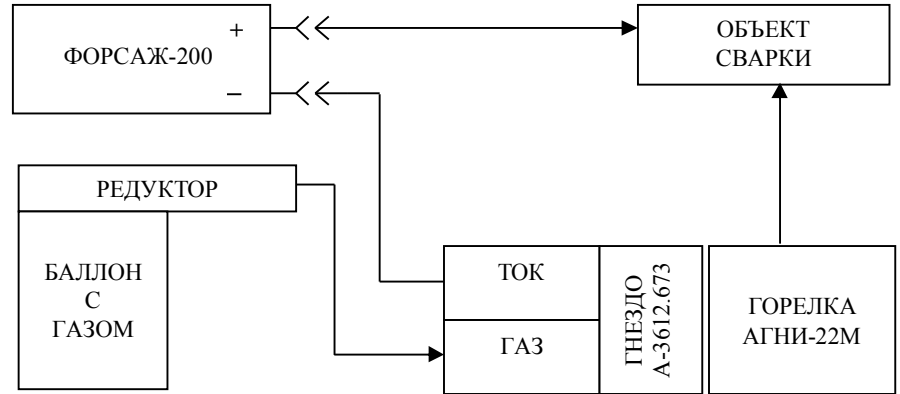 ФОРСАЖ-200
+
–
ОБЪЕКТ
СВАРКИ
РЕДУКТОР
БАЛЛОН
С
ГАЗОМ
ТОК
ГАЗ
ГНЕЗДО
А-3612.673
ГОРЕЛКА
АГНИ-22М